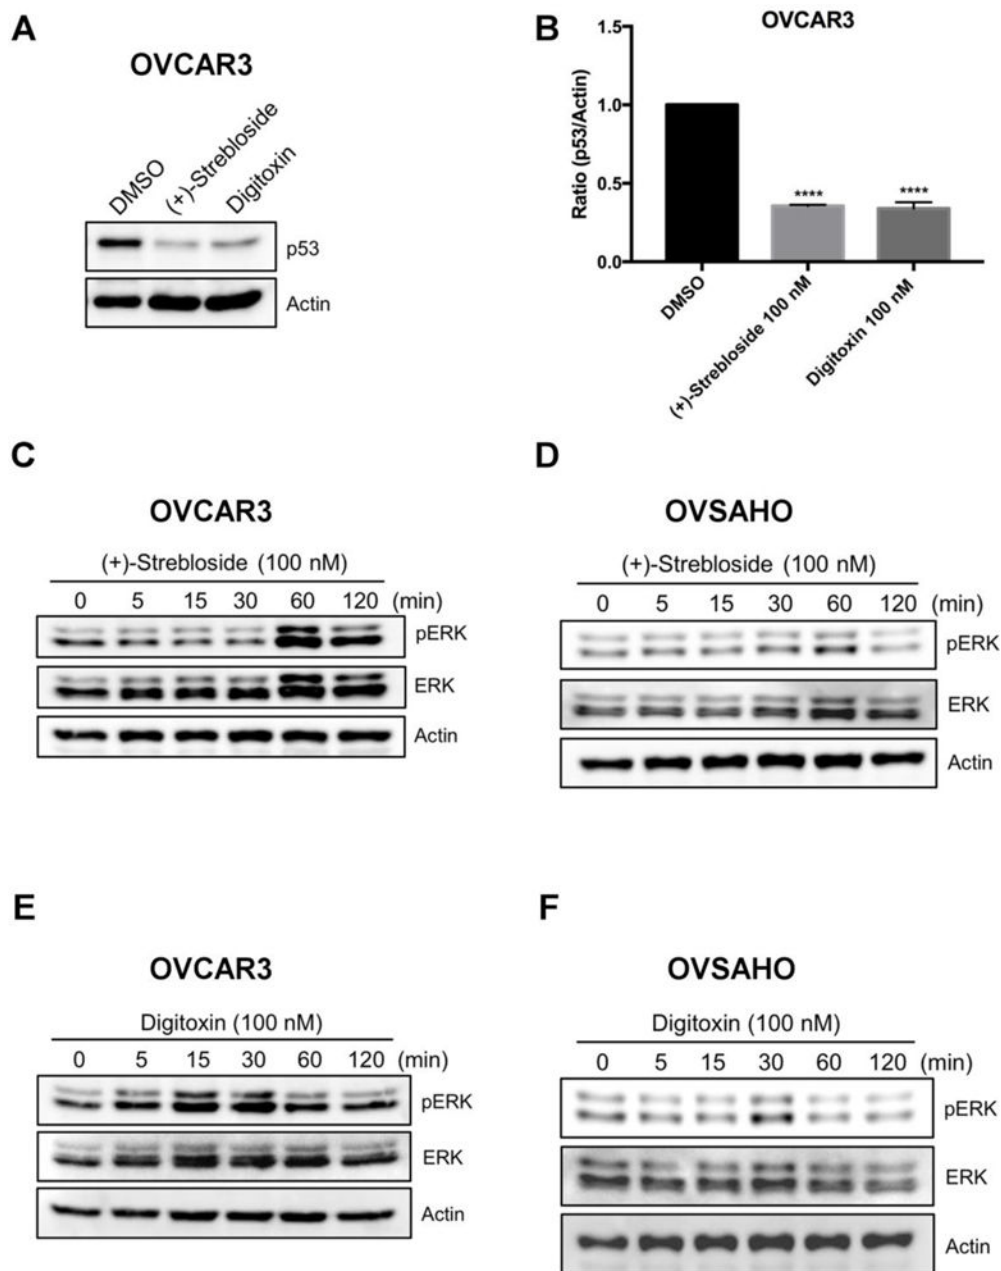 A
OVCAR3
DMSO
(+)-Strebloside
Digitoxin
p53
Actin
B
OVCAR3
Ratio (p53/Actin)
1.5
1.0
0.5
0.0
****
****
DMSO
(+)-Strebloside 100 nM
Digitoxin 100 nM
C
OVCAR3
(+)-Strebloside (100 nM)
0 5 15 30 60 120 (min)
pERK
ERK
Actin
D
OVSAHO
(+)-Strebloside (100 nM)
0 5 15 30 60 120 (min)
pERK
ERK
Actin
E
OVCAR3
Digitoxin (100 nM)
0 5 15 30 60 120 (min)
pERK
ERK
Actin
F
OVSAHO
Digitoxin (100 nM)
0 5 15 30 60 120 (min)
pERK
ERK
Actin